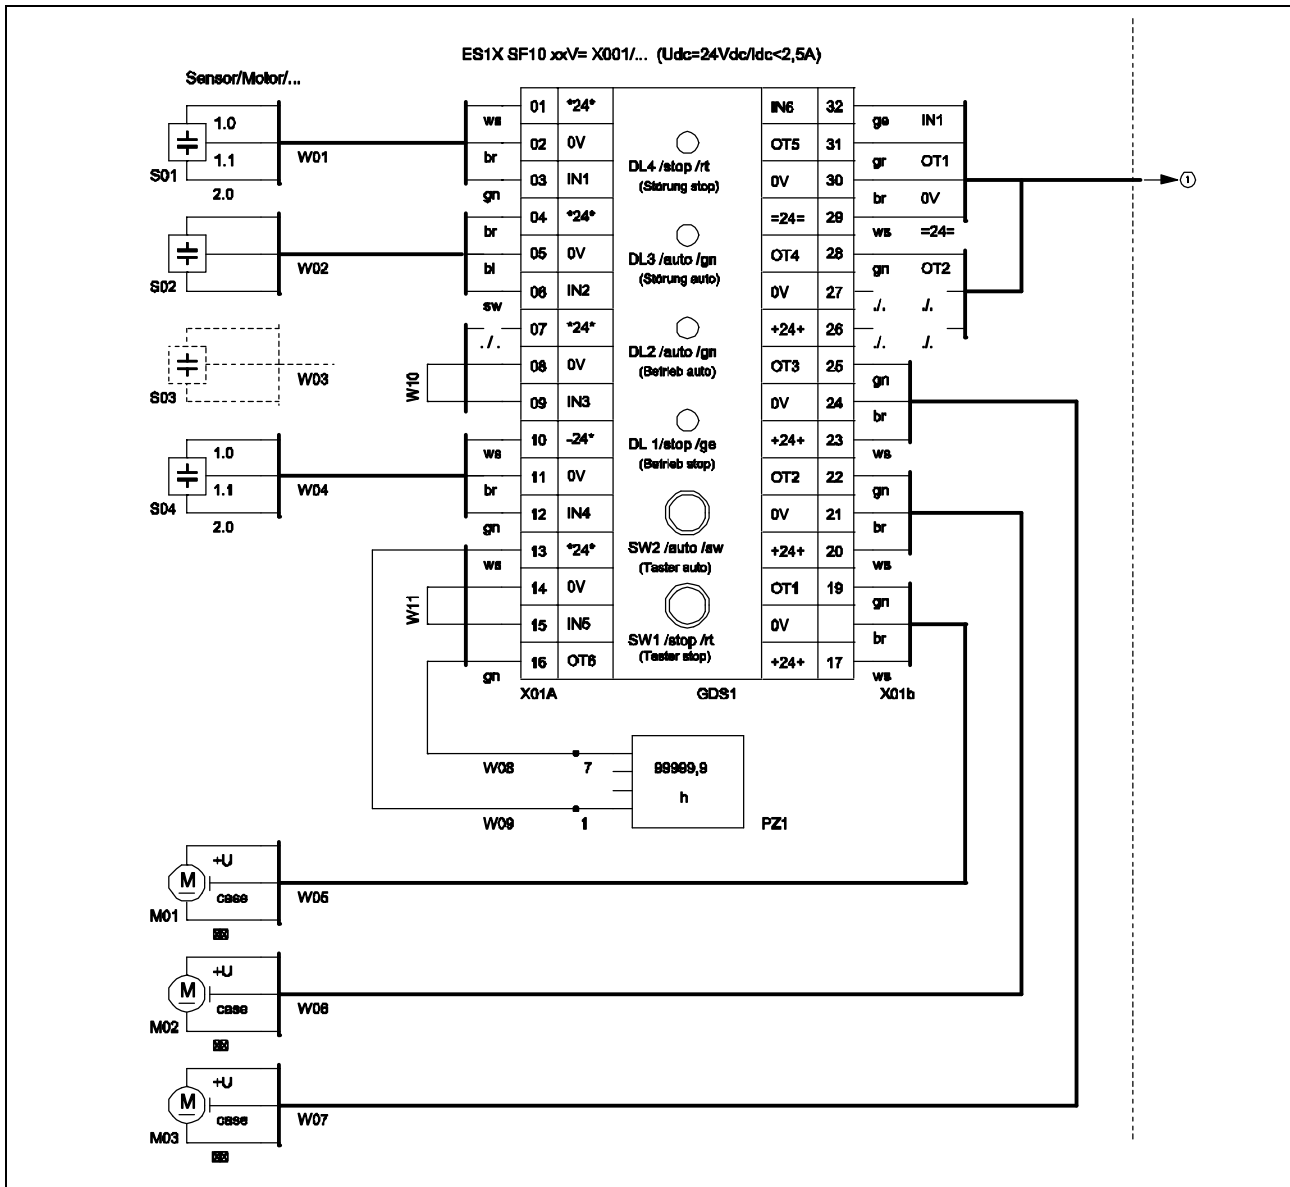 ES1X SF10 xxV= X001/... (Udc=24Vdc/Idc<2,5A)
Sensor/Motor/...
1.0
1.1
2.0
S01
W01
S02
W02
S03
W03
1.0
1.1
2.0
S04
W04
W10
W11
ws
br
gn
br
bl
sw
./.
ws
br
gn
ws
gn
01 *24*
02 0V
03 IN1
04 *24*
05 0V
06 IN2
07 *24*
08 0V
09 IN3
10 -24*
11 0V
12 IN4
13 *24*
14 0V
15 IN5
16 OT6
X01A
DL4 /stop /rt
(Störung stop)
DL3 /auto /gn
(Störung auto)
DL2 /auto /gn
(Betrieb auto)
DL 1/stop /ge
(Betrieb stop)
SW2 /auto /sw
(Taster auto)
SW1 /stop /rt
(Taster stop)
GDS1
IN6 32
OT5 31
0V 30
=24= 29
OT4 28
0V 27
+24+ 26
OT3 25
0V 24
+24+ 23
OT2 22
0V 21
+24+ 20
OT1 19
0V
+24+ 17
X01b
ge IN1
gr OT1
br 0V
ws =24=
gn OT2
./. ./.
./. ./.
gn
br
ws
gn
br
ws
gn
br
ws
1
W08 7
W09 1
99999,9
h
PZ1
+U
case
M01
W05
+U
case
M02
W06
+U
case
M03
W07
M
M
M